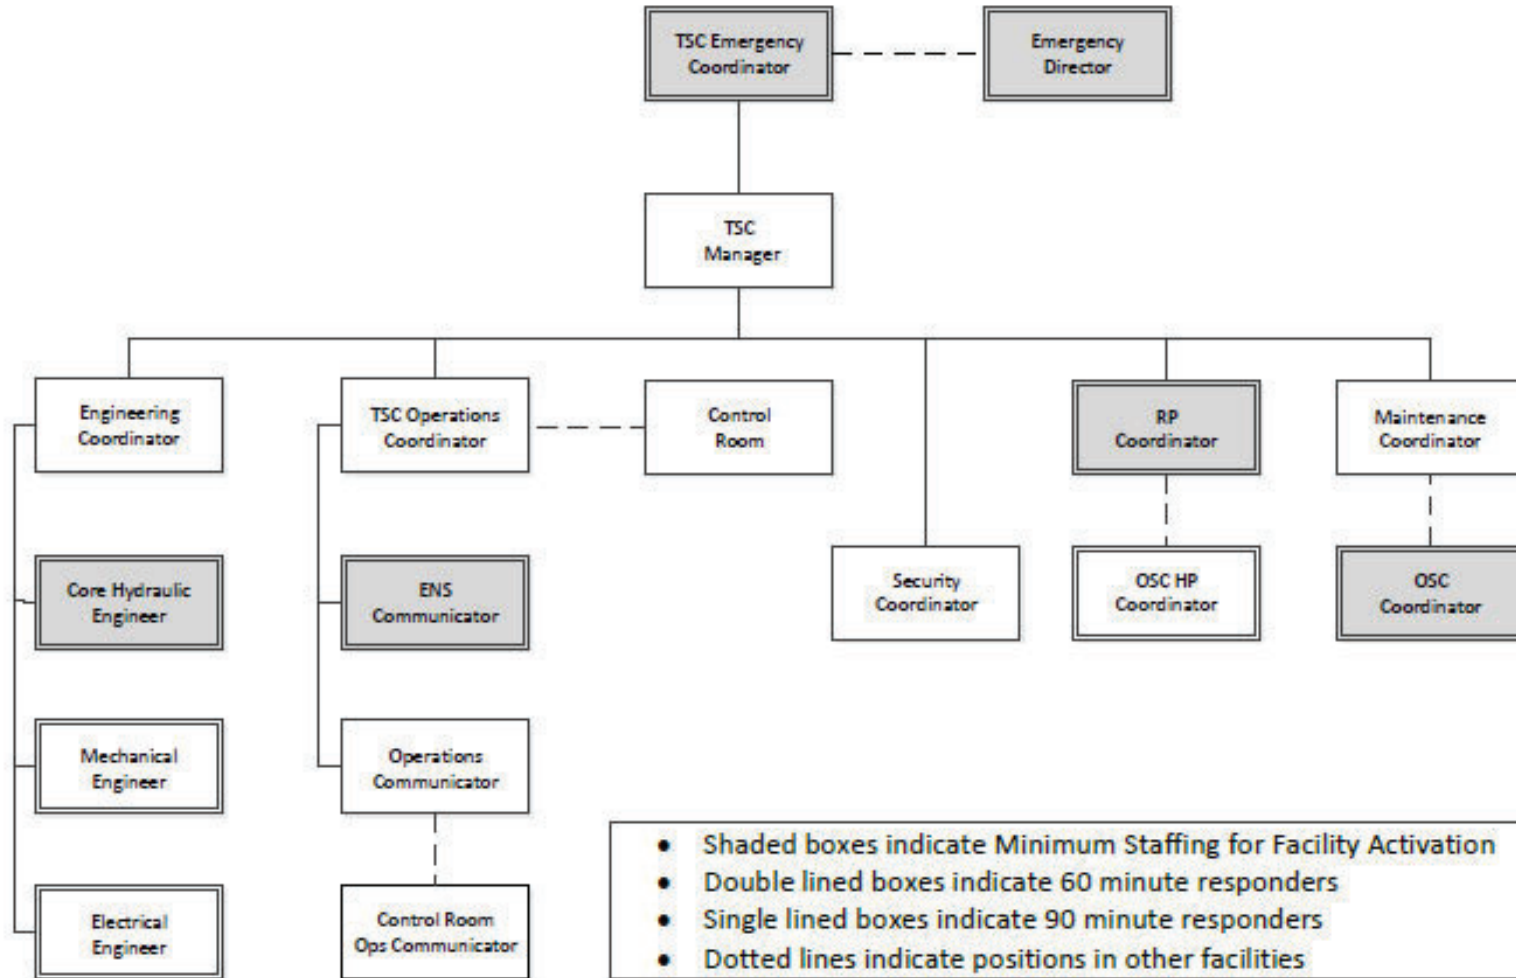 TSC Emergency
Coordinator
Emergency
Director
TSC
Manager
Engineering
Coordinator
TSC Operations
Coordinator
Control
Room
RP
Coordinator
Maintenance
Coordinator
Core Hydraulic
Engineer
ENS
Communicator
Security
Coordinator
OSC HP
Coordinator
OSC
Coordinator
Mechanical
Engineer
Operations
Communicator
Electrical
Engineer
Control Room
Ops Communicator
• Shaded boxes indicate Minimum Staffing for Facility Activation
• Double lined boxes indicate 60 minute responders
• Single lined boxes indicate 90 minute responders
• Dotted lines indicate positions in other facilities